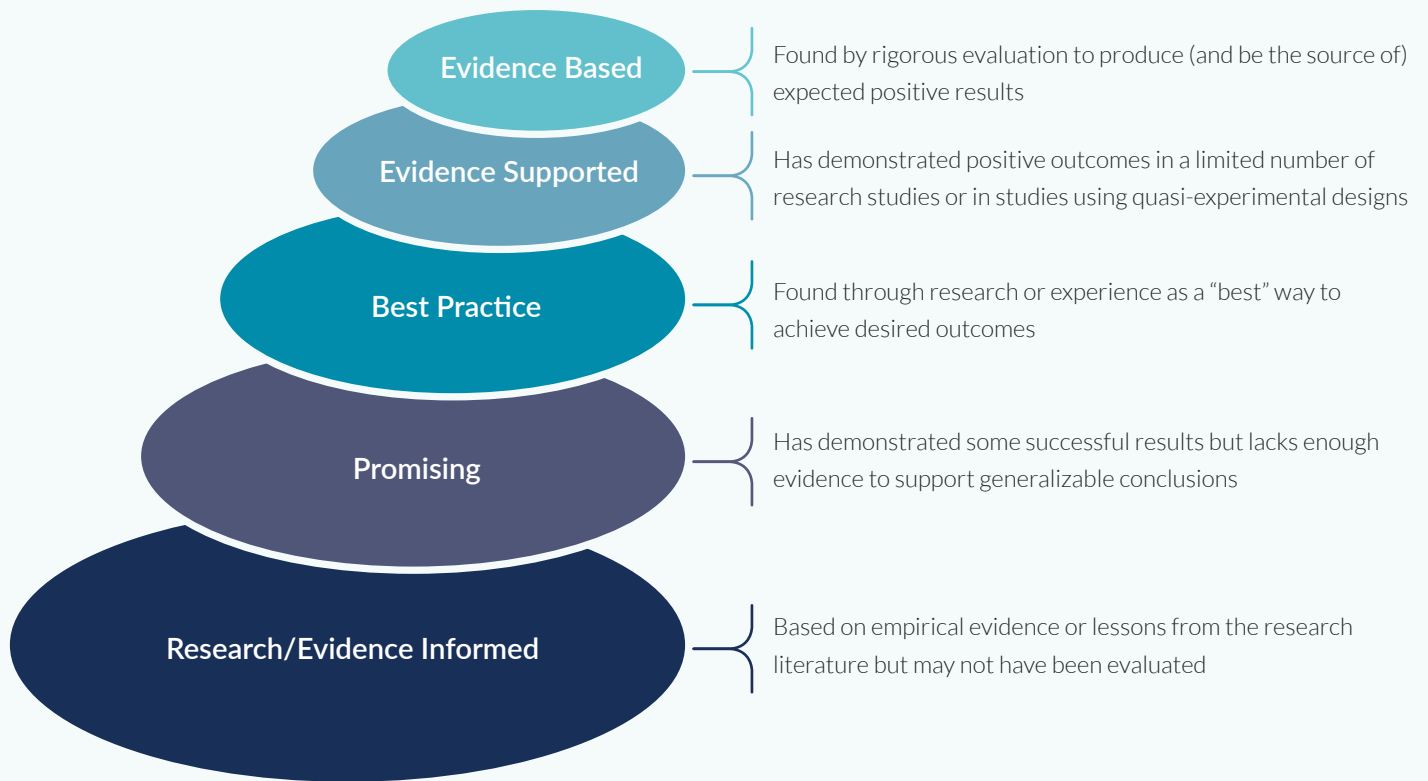 Evidence Based
Found by rigorous evaluation to produce (and be the source of)
expected positive results
Evidence Supported
Has demonstrated positive outcomes in a limited number of
research studies or in studies using quasi-experimental designs
Best Practice
Found through research or experience as a “best” way to
achieve desired outcomes
Promising
Has demonstrated some successful results but lacks enough
evidence to support generalizable conclusions
Research/Evidence Informed
Based on empirical evidence or lessons from the research
literature but may not have been evaluated